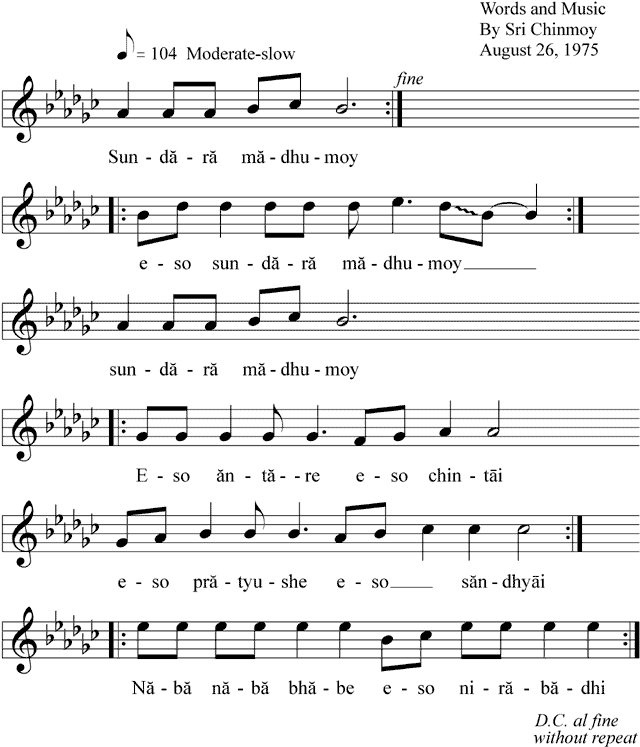 Words and Music
By Sri Chinmoy
August 26, 1975
= 104 Moderate-slow
fine
Sun - dă - ră mă - dhu - moy
e - so sun - dă - ră mă - dhu - moy
sun - dă - ră mă - dhu - moy
E - so ăn - tă - - re e - so chin - tāi
e - so pră - tyu - she e - so săn - dhyāi
Nă - bă nă - bă bhă - be e - so ni - ră - bă - dhi
D.C. al fine
without repeat